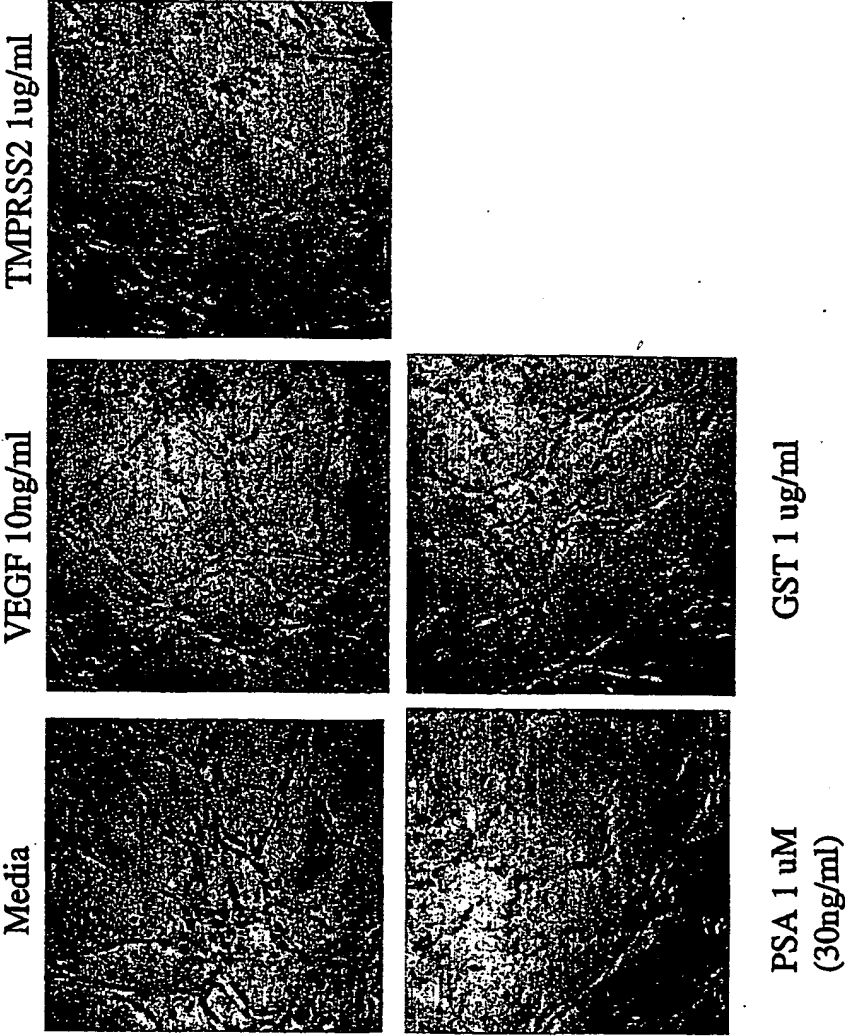 Media
VEGF 10ng/ml
TMPRSS2 1ug/ml
PSA 1 uM
(30ng/ml)
GST 1 ug/ml